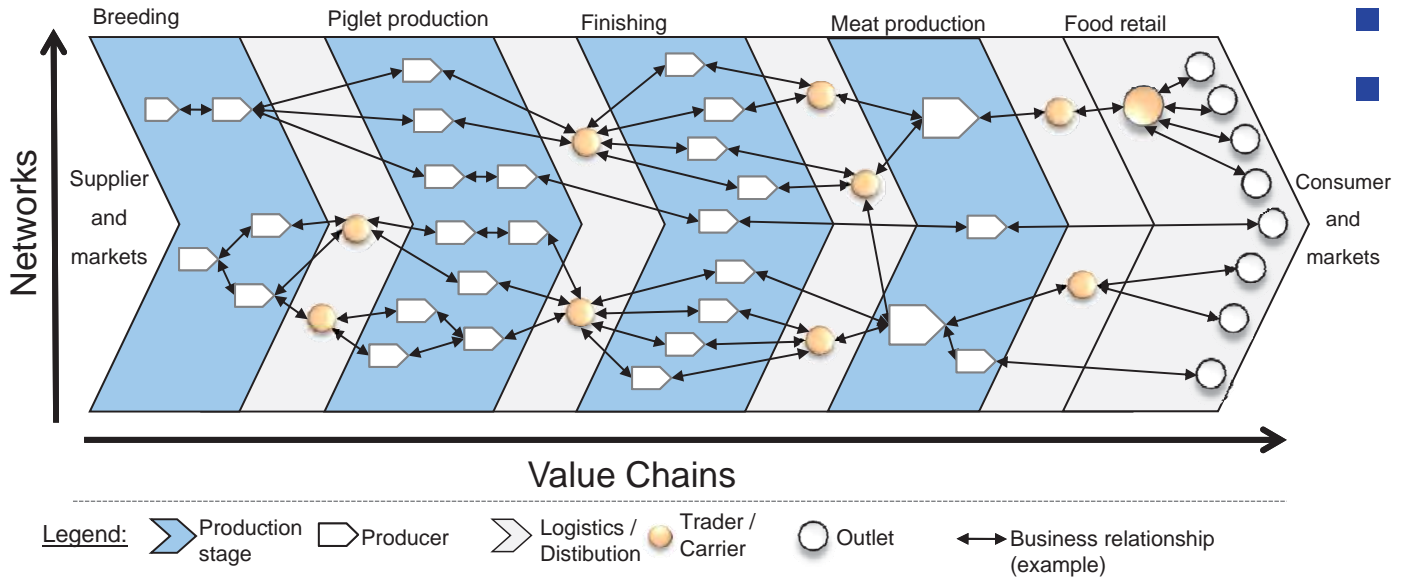 Breeding
Piglet production
Finishing
Meat production
Food retail
Networks
Supplier
and
markets
Consumer
and
markets
Value Chains
Legend:
Production
stage
Producer
Logistics /
Distibution
Trader /
Carrier
Outlet
Business relationship
(example)